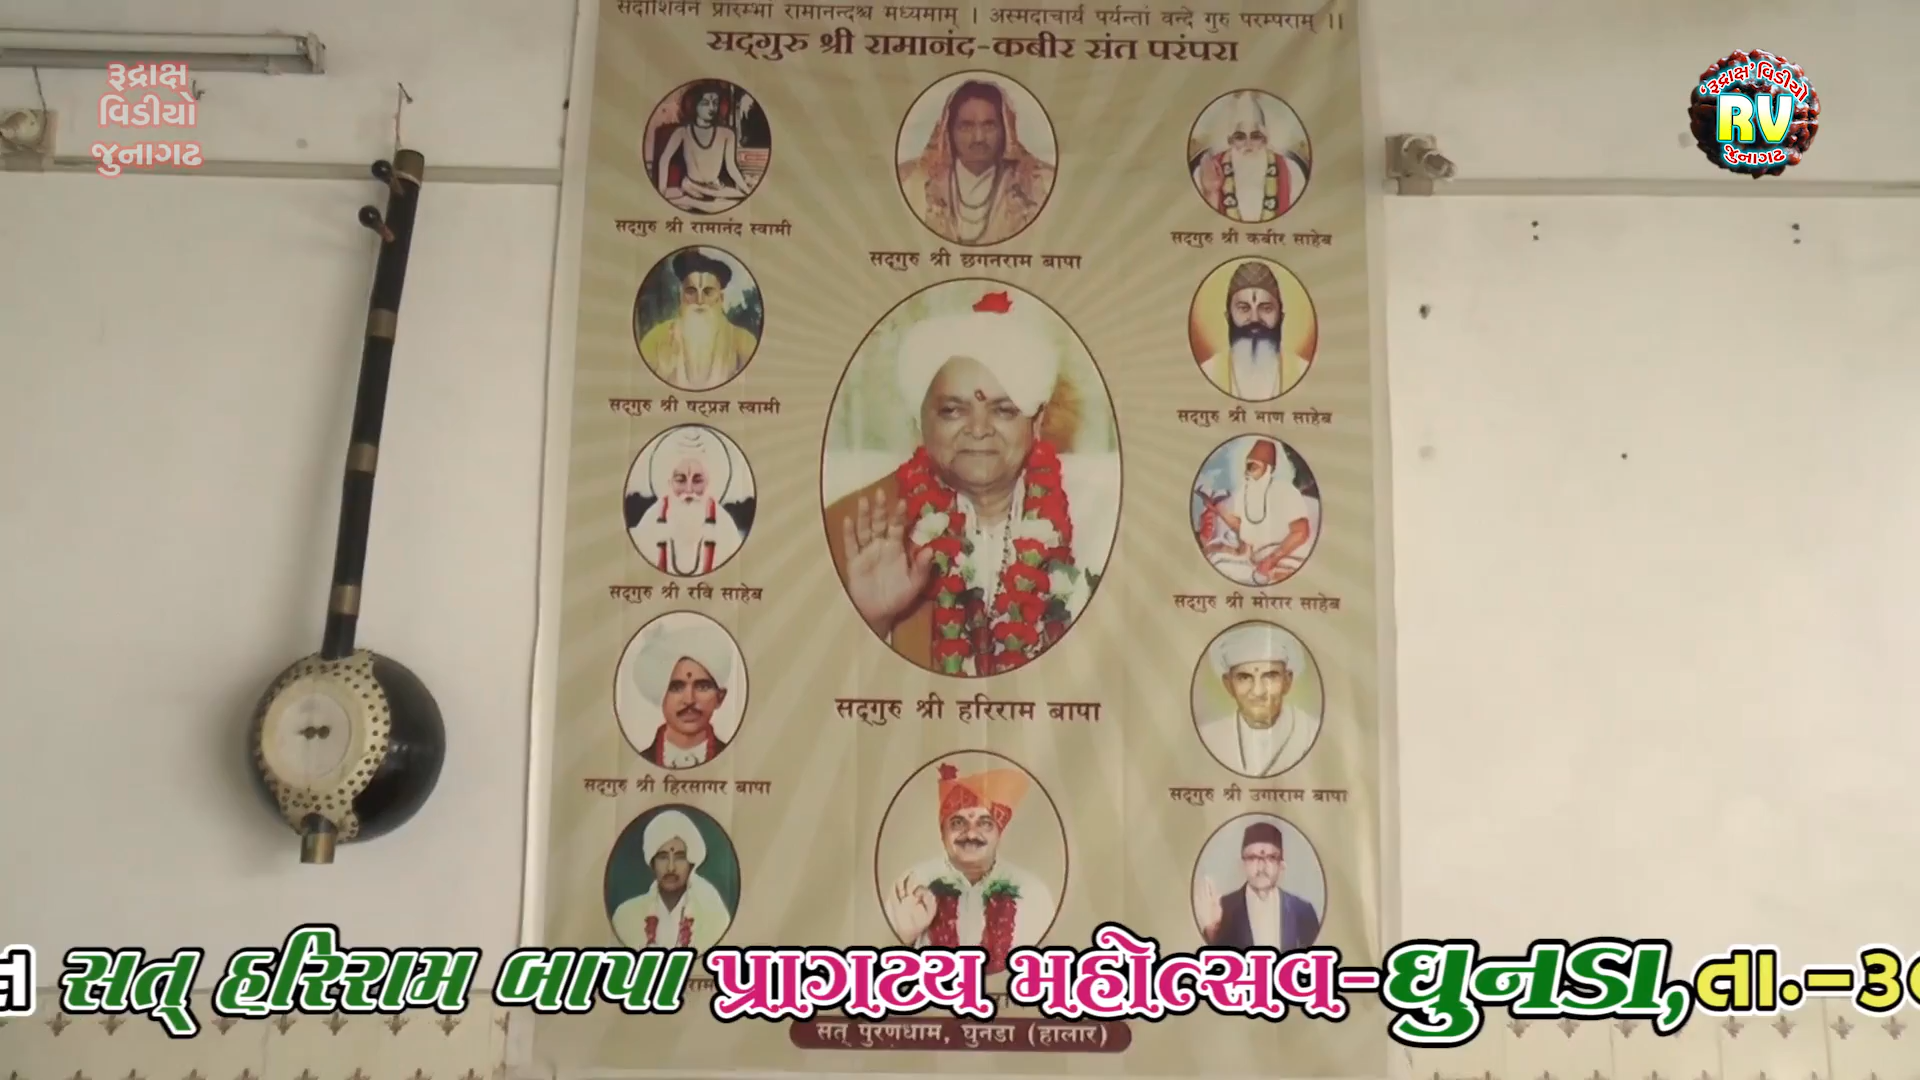 सदाशिवेन प्रारम्भां रामानन्दश्च मध्यमाम् । अस्मदाचार्य पर्यन्तां वन्दे गुरु परम्पराम् ।।
सद्‌गुरु श्री रामानंद-कबीर संत परंपरा
રૂદ્રાક્ષ
વિડીયો
જુનાગઢ
'રૂદ્રાક્ષ' વિડીયો
RV
જુનાગઢ
सद्‌गुरु श्री रामानंद स्वामी
सद्‌गुरु श्री छगनराम बापा
सद्‌गुरु श्री कबीर साहेब
सद्‌गुरु श्री षट्प्रज्ञ स्वामी
सद्‌गुरु श्री भाण साहेब
सद्‌गुरु श्री रवि साहेब
सद्‌गुरु श्री मोरार साहेब
सद्‌गुरु श्री हरिराम बापा
सद्‌गुरु श्री हिरसागर बापा
सद्‌गुरु श्री उगाराम बापा
સત્ હરિરામ બાપા પ્રાગટ્ય મહોત્સવ-ધુનડા,તા.-૩
सत् पुरणधाम, धुनडा (हालार)